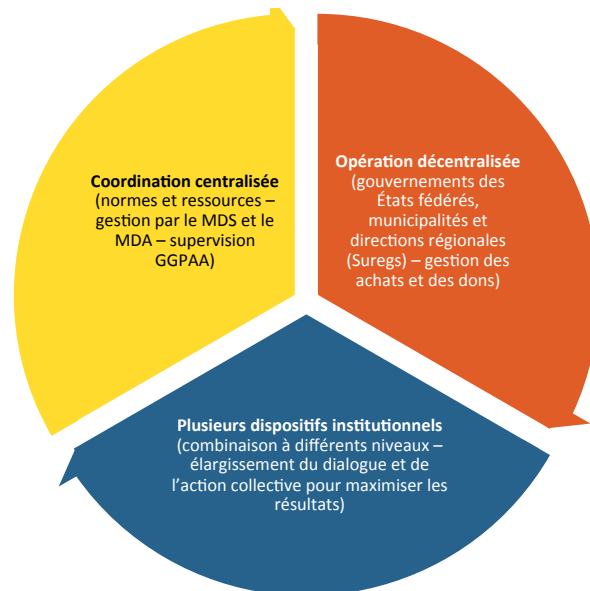 Coordination centralisée
(normes et ressources –
gestion par le MDS et le
MDA – supervision
GGPAA)
Opération décentralisée
(gouvernements des
États fédérés,
municipalités et
directions régionales
(Suregs) – gestion des
achats et des dons)
Plusieurs dispositifs institutionnels
(combinaison à différents niveaux –
élargissement du dialogue et de
l’action collective pour maximiser les
résultats)